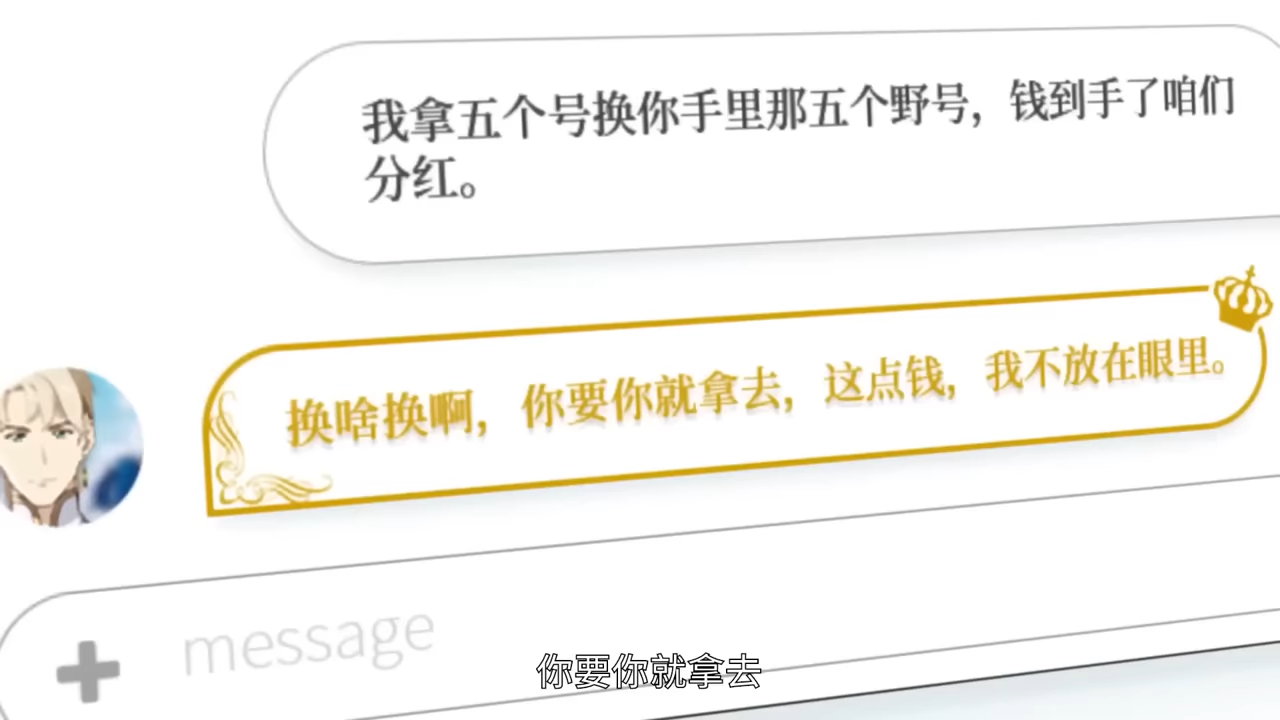 我拿五个号换你手里那五个野号，钱到手了咱们
分红。
换啥换啊，你要你就拿去，这点钱，我不放在眼里。
message
你要你就拿去